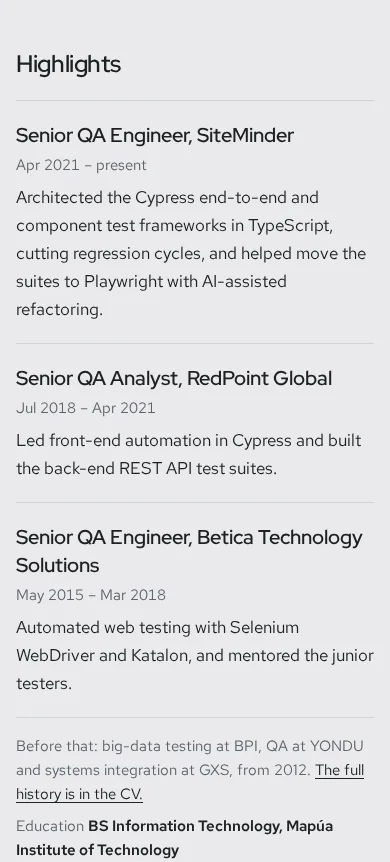 Highlights
Senior QA Engineer, SiteMinder
Apr 2021 – present
Architected the Cypress end-to-end and
component test frameworks in TypeScript,
cutting regression cycles, and helped move the
suites to Playwright with AI-assisted
refactoring.
Senior QA Analyst, RedPoint Global
Jul 2018 – Apr 2021
Led front-end automation in Cypress and built
the back-end REST API test suites.
Senior QA Engineer, Betica Technology
Solutions
May 2015 – Mar 2018
Automated web testing with Selenium
WebDriver and Katalon, and mentored the junior
testers.
Before that: big-data testing at BPI, QA at YONDU
and systems integration at GXS, from 2012. The full
history is in the CV.
Education BS Information Technology, Mapúa
Institute of Technology